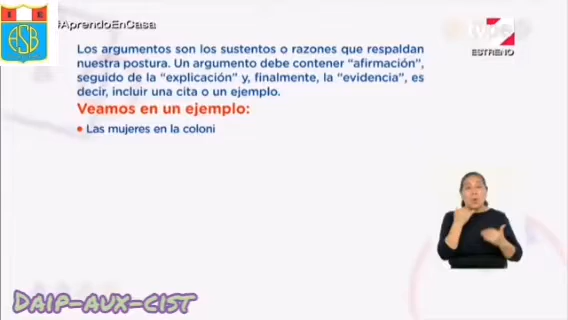 I E
ASB
#AprendoEnCasa
ESTRENO
Los argumentos son los sustentos o razones que respaldan
nuestra postura. Un argumento debe contener “afirmación”,
seguido de la “explicación” y, finalmente, la “evidencia”, es
decir, incluir una cita o un ejemplo.
Veamos en un ejemplo:
• Las mujeres en la coloni
DAIP-AUX-CIST